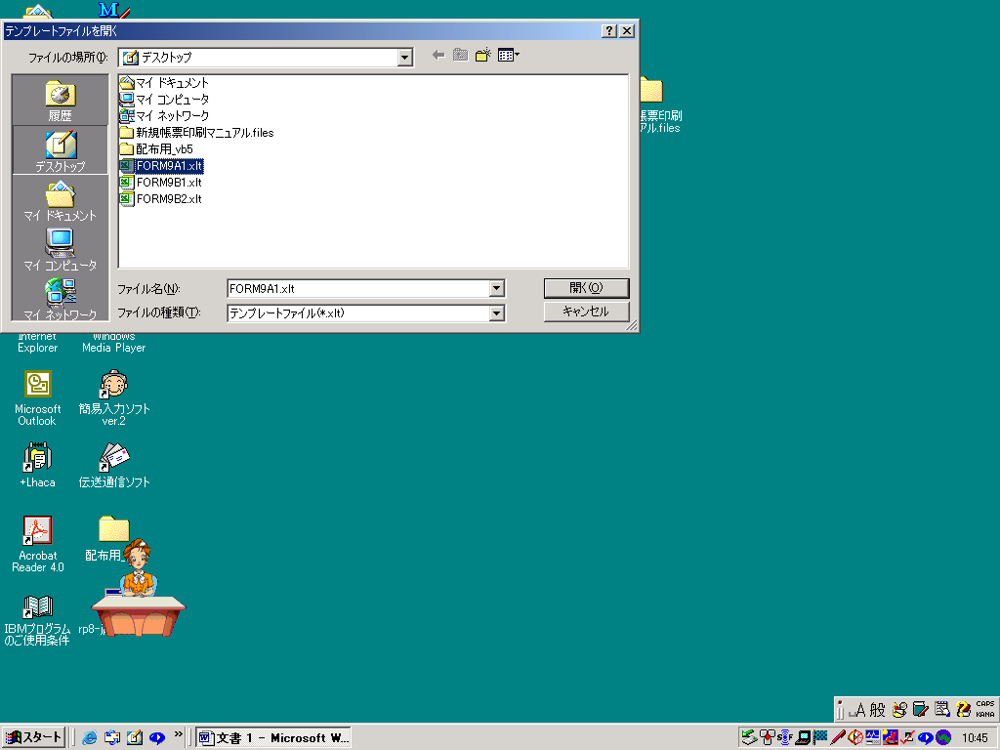 テンプレートファイルを開く
ファイルの場所(I):
デスクトップ
履歴
デスクトップ
マイ ドキュメント
マイ コンピュータ
マイ ネットワーク
マイ ドキュメント
マイ コンピュータ
マイ ネットワーク
新規帳票印刷マニュアル.files
配布用_vb5
FORM9A1.xlt
FORM9B1.xlt
FORM9B2.xlt
ファイル名(N):
FORM9A1.xlt
開く(O)
ファイルの種類(T):
テンプレートファイル(*.xlt)
キャンセル
帳票印刷
アル.files
Internet
Explorer
Windows
Media Player
Microsoft
Outlook
簡易入力ソフト
ver.2
+Lhaca
伝送通信ソフト
Acrobat
Reader 4.0
配布用_
IBMプログラム
のご使用条件
rp8-j
A 般
CAPS
KANA
スタート
文書 1 - Microsoft W...
10:45